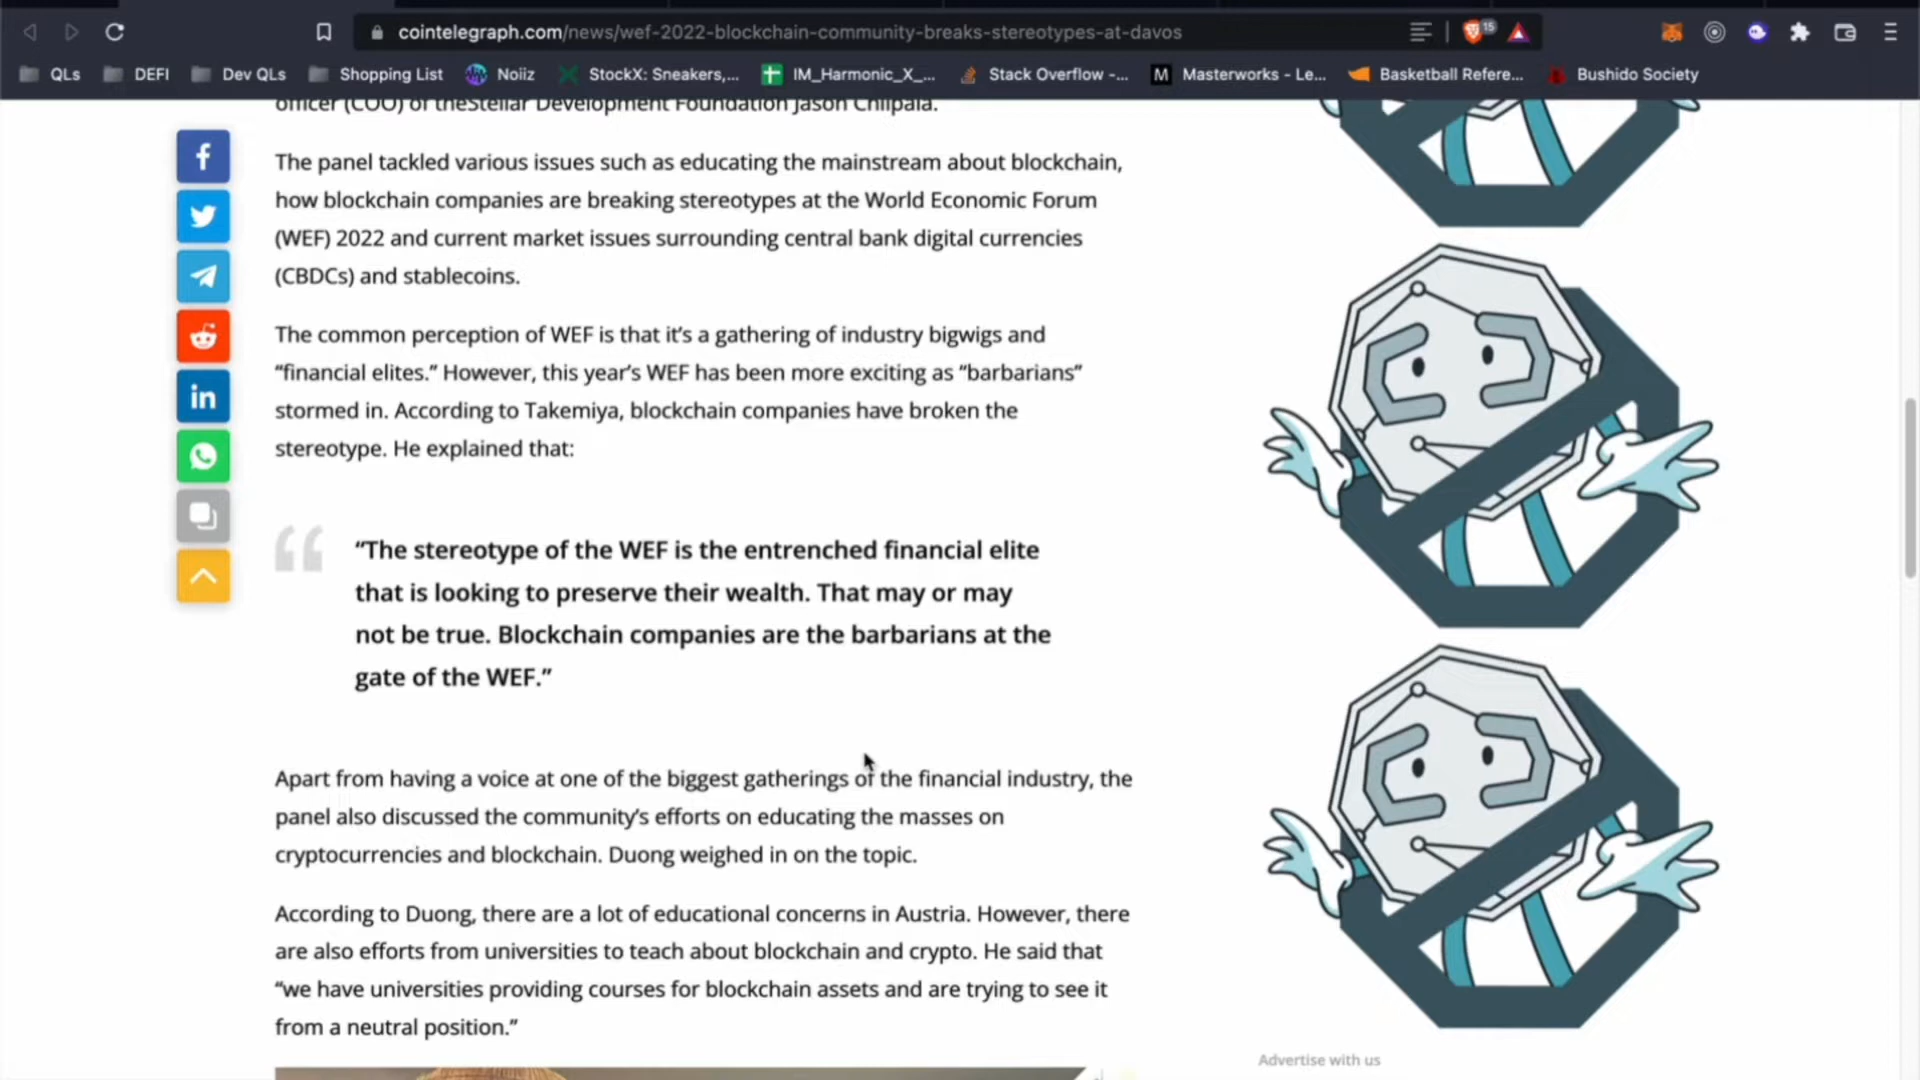 cointelegraph.com/news/wef-2022-blockchain-community-breaks-stereotypes-at-davos
15
QLs
DEFI
Dev QLs
Shopping List
Noiiz
StockX: Sneakers,...
IM_Harmonic_X_...
Stack Overflow -...
M
Masterworks - Le...
Basketball Refere...
Bushido Society
officer (COO) of theStellar Development Foundation Jason Chlipala.
The panel tackled various issues such as educating the mainstream about blockchain,
how blockchain companies are breaking stereotypes at the World Economic Forum
(WEF) 2022 and current market issues surrounding central bank digital currencies
(CBDCs) and stablecoins.
The common perception of WEF is that it’s a gathering of industry bigwigs and
“financial elites.” However, this year’s WEF has been more exciting as “barbarians”
stormed in. According to Takemiya, blockchain companies have broken the
stereotype. He explained that:
“The stereotype of the WEF is the entrenched financial elite
that is looking to preserve their wealth. That may or may
not be true. Blockchain companies are the barbarians at the
gate of the WEF.”
Apart from having a voice at one of the biggest gatherings of the financial industry, the
panel also discussed the community’s efforts on educating the masses on
cryptocurrencies and blockchain. Duong weighed in on the topic.
According to Duong, there are a lot of educational concerns in Austria. However, there
are also efforts from universities to teach about blockchain and crypto. He said that
“we have universities providing courses for blockchain assets and are trying to see it
from a neutral position.”
Advertise with us